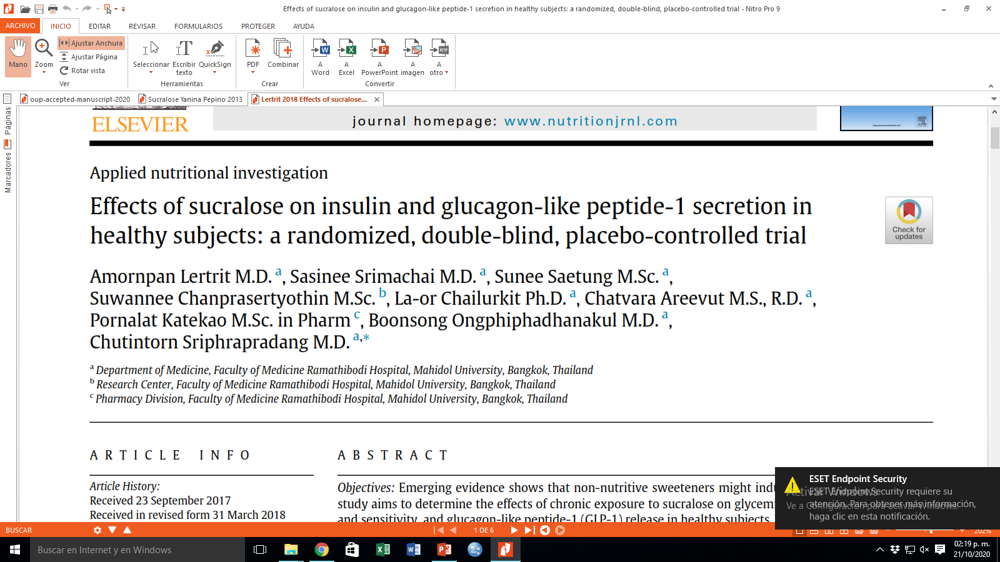 Effects of sucralose on insulin and glucagon-like peptide-1 secretion in healthy subjects: a randomized, double-blind, placebo-controlled trial - Nitro Pro 9
ARCHIVO INICIO EDITAR REVISAR FORMULARIOS PROTEGER AYUDA
Mano
Zoom
Ajustar Anchura
Ajustar Página
Rotar vista
Ver
Seleccionar
Escribir texto
QuickSign
Herramientas
PDF
Combinar
Crear
A Word
A Excel
A PowerPoint
A imagen
A otro
Convertir
oup-accepted-manuscript-2020
Sucralose Yanina Pepino 2013
Lertrit 2018 Effects of sucralose...
Páginas
Marcadores
ELSEVIER
journal homepage: www.nutritionjrnl.com
Applied nutritional investigation
Effects of sucralose on insulin and glucagon-like peptide-1 secretion in
healthy subjects: a randomized, double-blind, placebo-controlled trial
Check for
updates
Amornpan Lertrit M.D. a, Sasinee Srimachai M.D. a, Sunee Saetung M.Sc. a,
Suwannee Chanprasertyothin M.Sc. b, La-or Chailurkit Ph.D. a, Chatvara Areevut M.S., R.D. a,
Pornalat Katekao M.Sc. in Pharm c, Boonsong Ongphiphadhanakul M.D. a,
Chutintorn Sriphrapradang M.D. a,*
a Department of Medicine, Faculty of Medicine Ramathibodi Hospital, Mahidol University, Bangkok, Thailand
b Research Center, Faculty of Medicine Ramathibodi Hospital, Mahidol University, Bangkok, Thailand
c Pharmacy Division, Faculty of Medicine Ramathibodi Hospital, Mahidol University, Bangkok, Thailand
ARTICLE INFO
Article History:
Received 23 September 2017
Received in revised form 31 March 2018
ABSTRACT
Objectives: Emerging evidence shows that non-nutritive sweeteners might indu
study aims to determine the effects of chronic exposure to sucralose on glycemi
and sensitivity, and glucagon-like peptide-1 (GLP-1) release in healthy subjects.
ESET Endpoint Security
ESET Endpoint Security requiere su
atención. Para obtener más información,
haga clic en esta notificación.
Activar Windows
Ve a Configuración para activar Windows.
BUSCAR
1 DE 6
202%
Buscar en Internet y en Windows
02:19 p. m.
21/10/2020